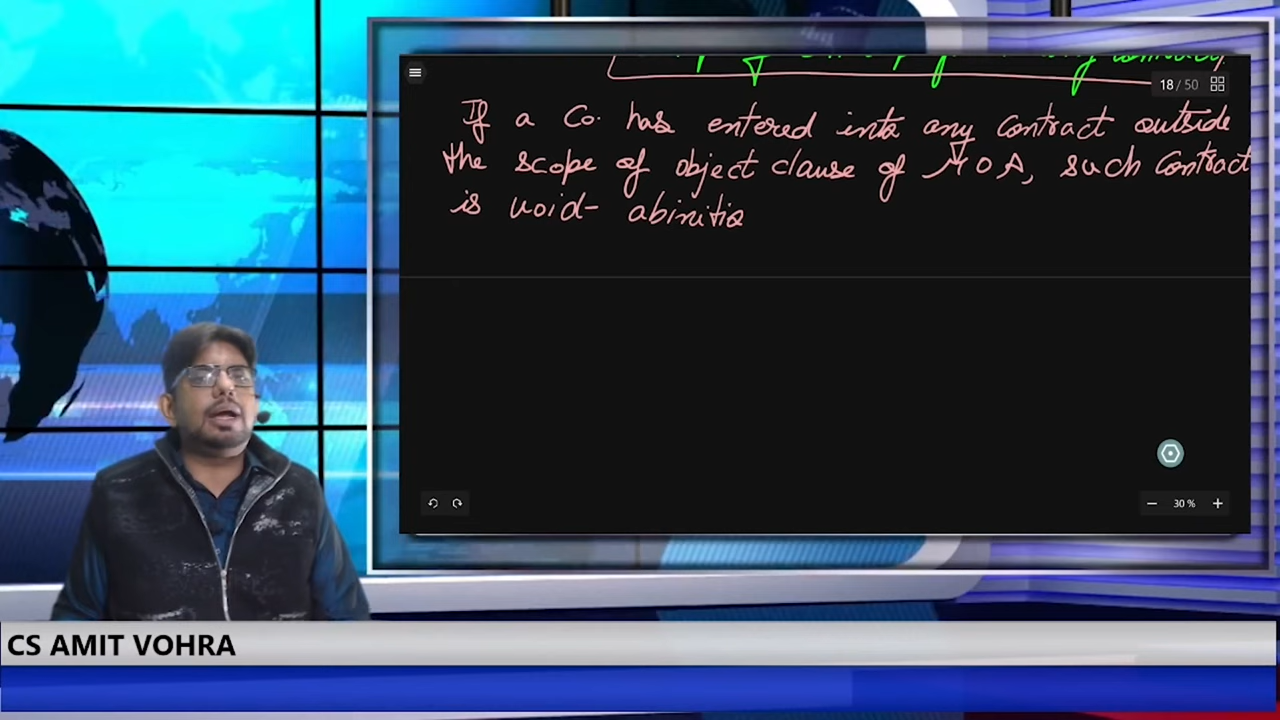 18 / 50
If a Co. has entered into any contract outside
the scope of object clause of MOA, such contract
is void- abinitio
30 %
CS AMIT VOHRA